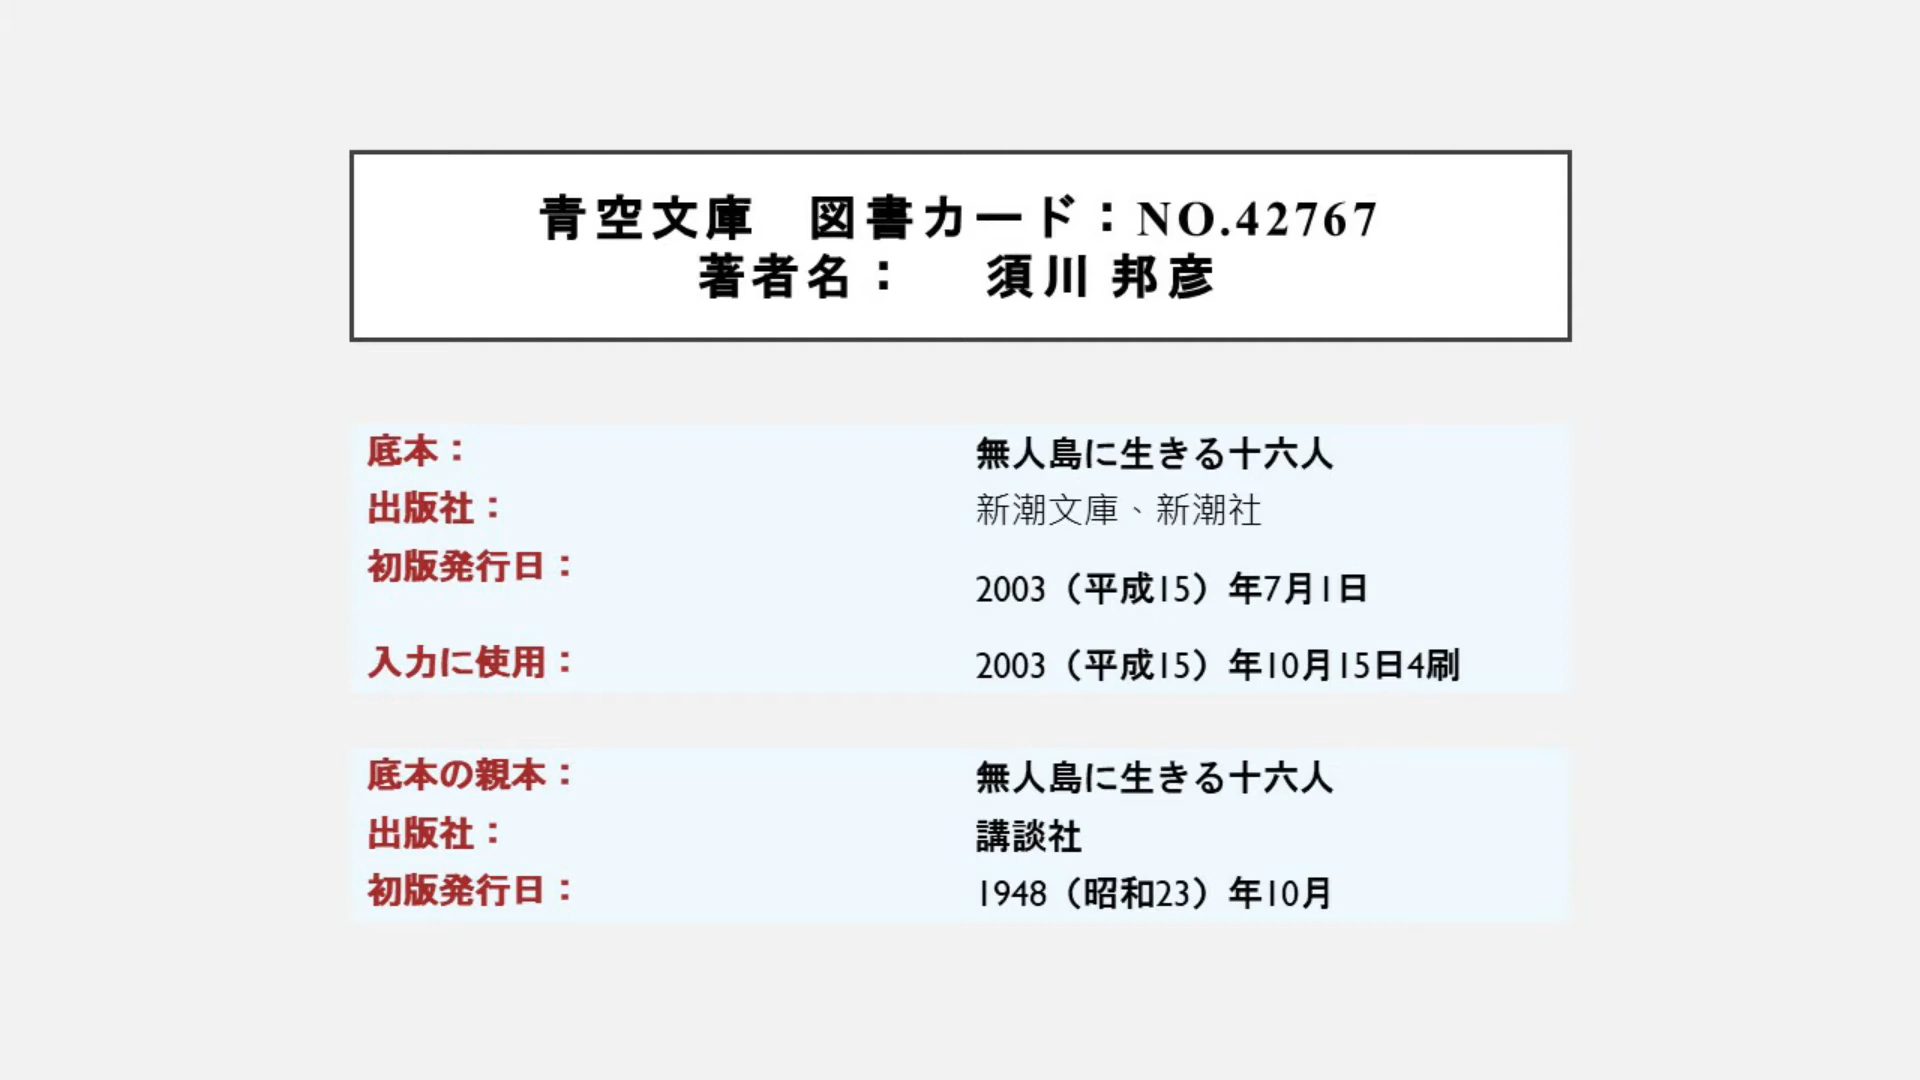 青空文庫　図書カード：NO.42767
著者名：　須川 邦彦
底本：　無人島に生きる十六人
出版社：　新潮文庫、新潮社
初版発行日：　2003（平成15）年7月1日
入力に使用：　2003（平成15）年10月15日4刷
底本の親本：　無人島に生きる十六人
出版社：　講談社
初版発行日：　1948（昭和23）年10月